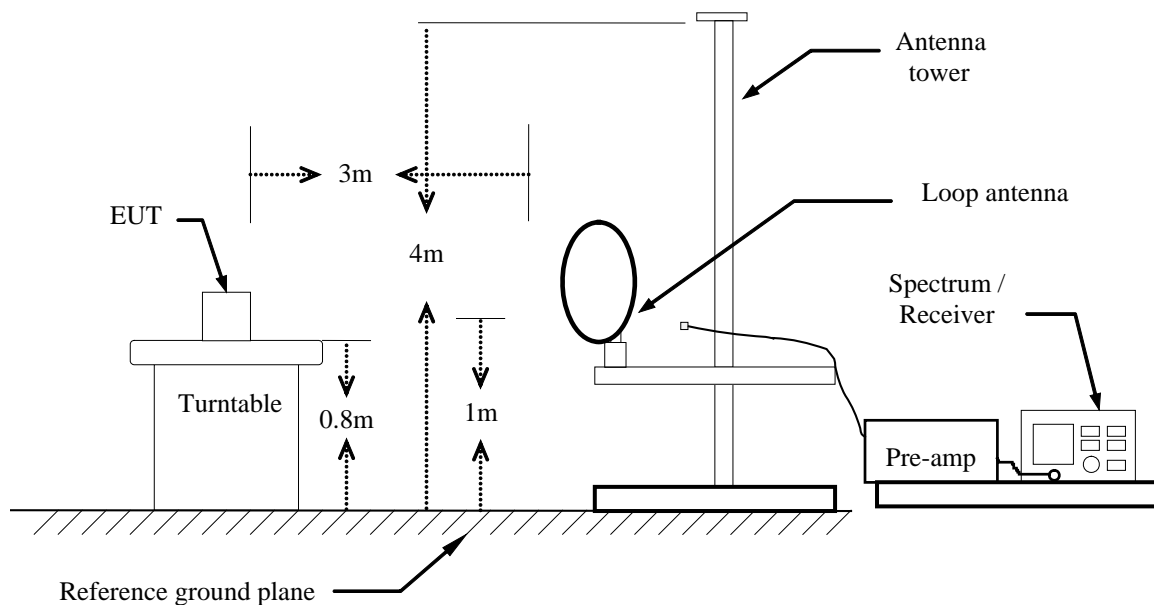 Antenna
tower
3m
Loop antenna
EUT
4m
Spectrum /
Receiver
Turntable
0.8m
1m
Pre-amp
Reference ground plane